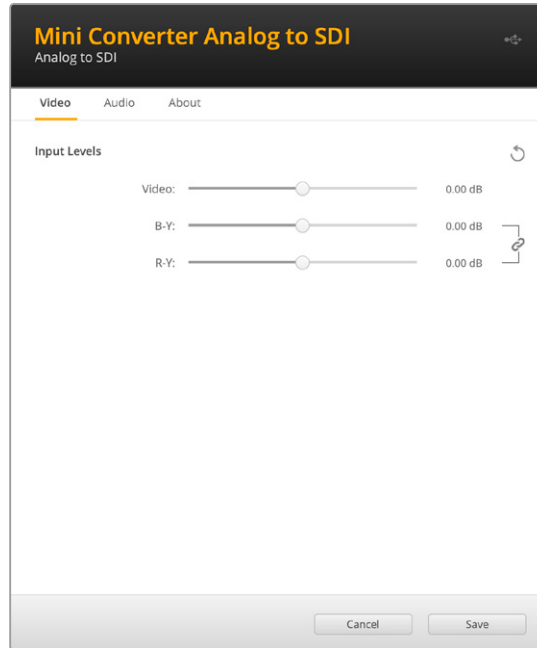 Mini Converter Analog to SDI
Analog to SDI
Video Audio About
Input Levels
Video: 0.00 dB
B-Y: 0.00 dB
R-Y: 0.00 dB
Cancel Save